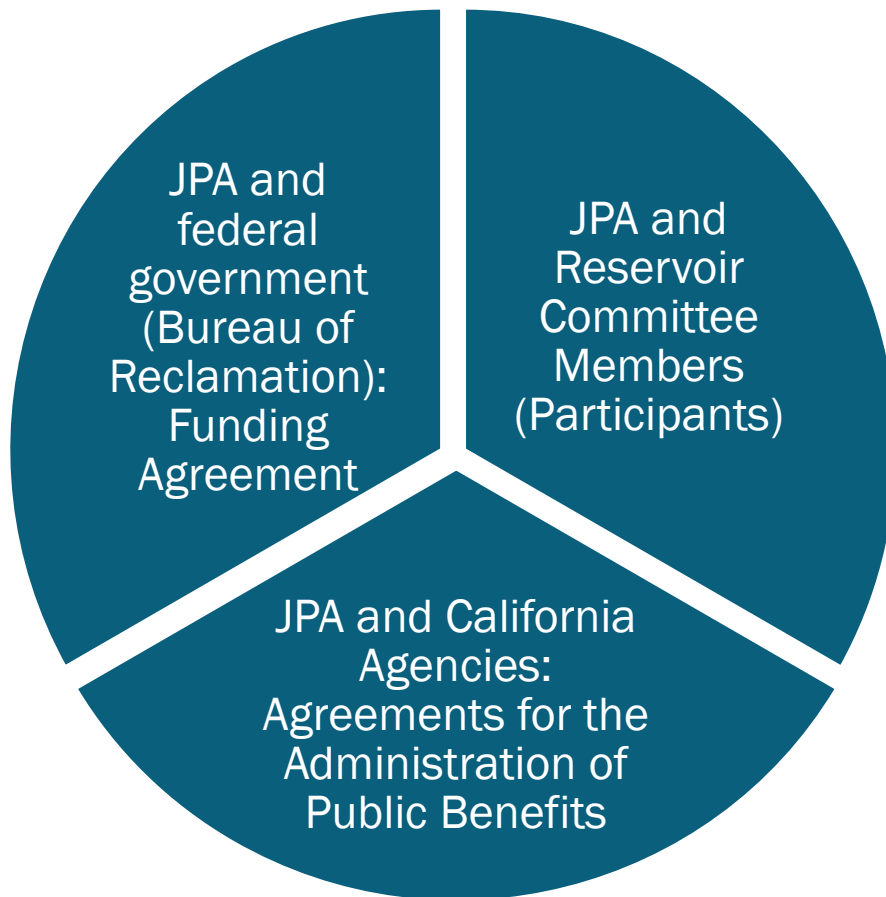 JPA and
federal
government
(Bureau of
Reclamation):
Funding
Agreement
JPA and
Reservoir
Committee
Members
(Participants)
JPA and California
Agencies:
Agreements for the
Administration of
Public Benefits